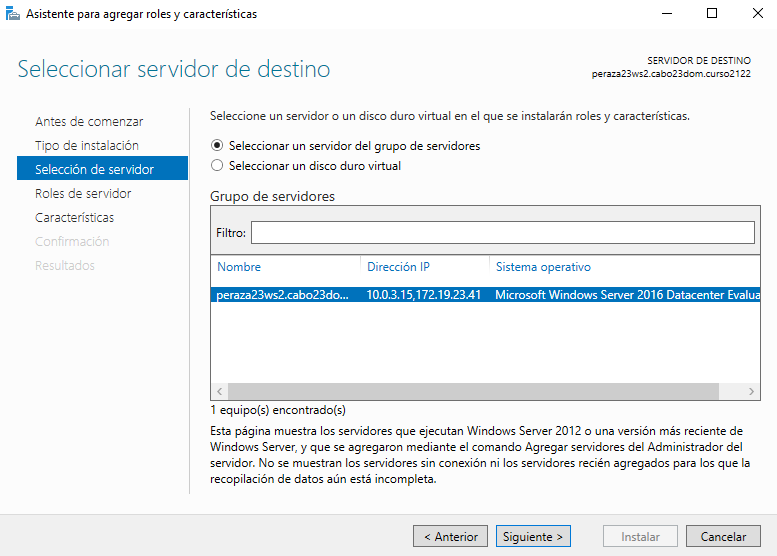 Asistente para agregar roles y características
Seleccionar servidor de destino
SERVIDOR DE DESTINO
peraza23ws2.cabo23dom.curso2122
Antes de comenzar
Tipo de instalación
Selección de servidor
Roles de servidor
Características
Confirmación
Resultados
Seleccione un servidor o un disco duro virtual en el que se instalarán roles y características.
Seleccionar un servidor del grupo de servidores
Seleccionar un disco duro virtual
Grupo de servidores
Filtro:
Nombre Dirección IP Sistema operativo
peraza23ws2.cabo23do... 10.0.3.15,172.19.23.41 Microsoft Windows Server 2016 Datacenter Evalua
1 equipo(s) encontrado(s)
Esta página muestra los servidores que ejecutan Windows Server 2012 o una versión más reciente de
Windows Server, y que se agregaron mediante el comando Agregar servidores del Administrador del
servidor. No se muestran los servidores sin conexión ni los servidores recién agregados para los que la
recopilación de datos aún está incompleta.
< Anterior Siguiente > Instalar Cancelar